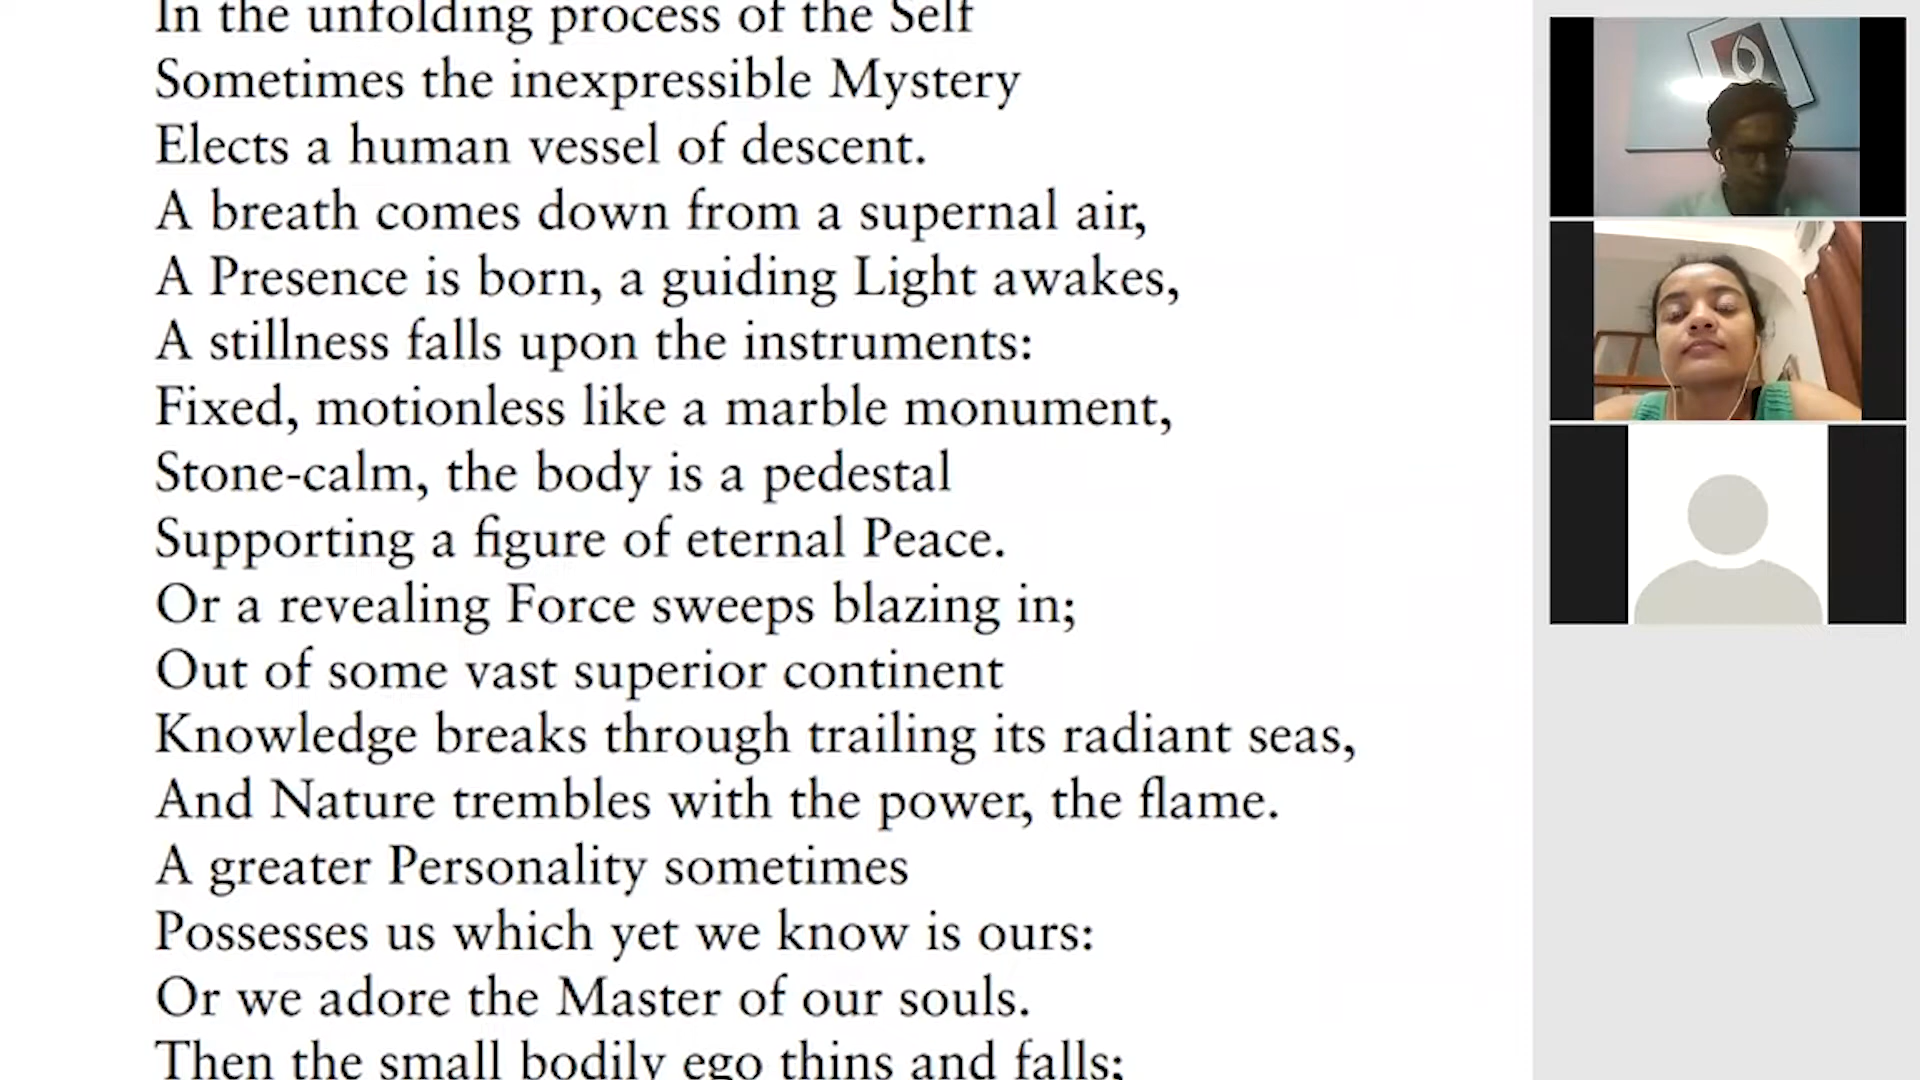 In the unfolding process of the Self
Sometimes the inexpressible Mystery
Elects a human vessel of descent.
A breath comes down from a supernal air,
A Presence is born, a guiding Light awakes,
A stillness falls upon the instruments:
Fixed, motionless like a marble monument,
Stone-calm, the body is a pedestal
Supporting a figure of eternal Peace.
Or a revealing Force sweeps blazing in;
Out of some vast superior continent
Knowledge breaks through trailing its radiant seas,
And Nature trembles with the power, the flame.
A greater Personality sometimes
Possesses us which yet we know is ours:
Or we adore the Master of our souls.
Then the small bodily ego thins and falls;